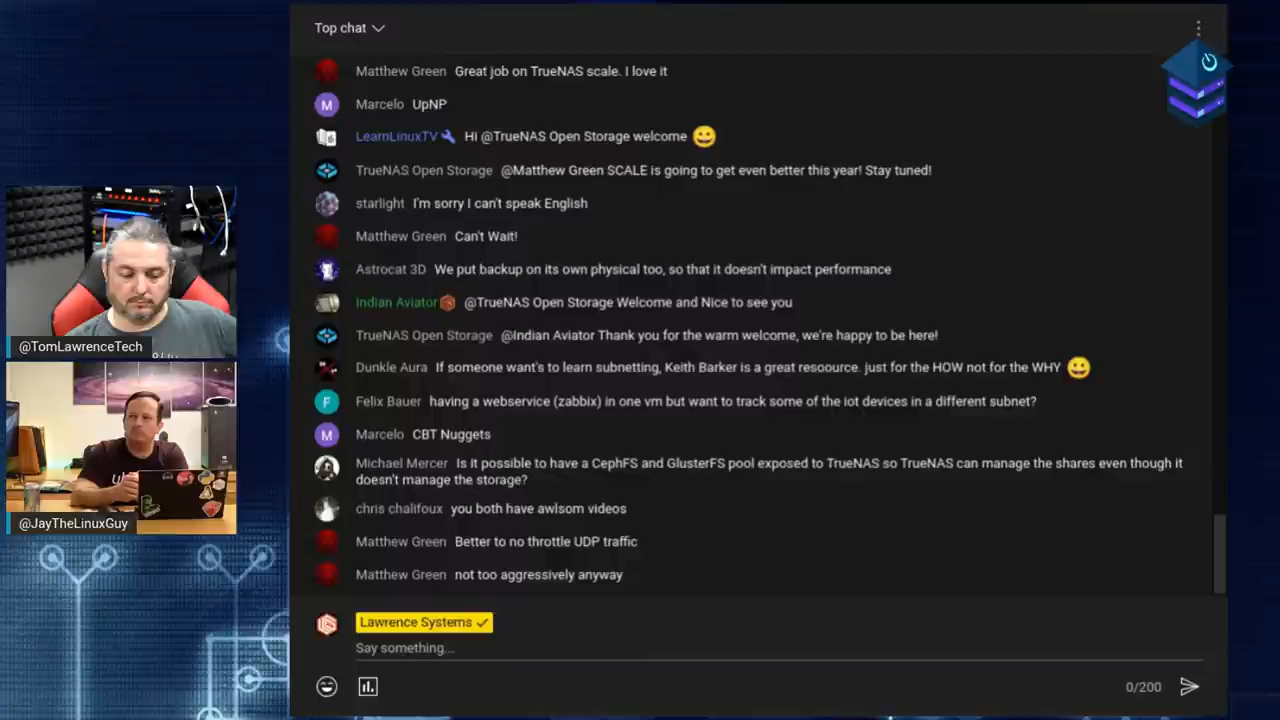 Top chat
Matthew Green Great job on TrueNAS scale. I love it
M Marcelo UpNP
LearnLinuxTV Hi @TrueNAS Open Storage welcome 😀
TrueNAS Open Storage @Matthew Green SCALE is going to get even better this year! Stay tuned!
starlight I'm sorry I can't speak English
Matthew Green Can't Wait!
Astrocat 3D We put backup on its own physical too, so that it doesn't impact performance
Indian Aviator @TrueNAS Open Storage Welcome and Nice to see you
TrueNAS Open Storage @Indian Aviator Thank you for the warm welcome, we're happy to be here!
Dunkle Aura If someone want's to learn subnetting, Keith Barker is a great resoource. just for the HOW not for the WHY 😀
F Felix Bauer having a webservice (zabbix) in one vm but want to track some of the iot devices in a different subnet?
M Marcelo CBT Nuggets
Michael Mercer Is it possible to have a CephFS and GlusterFS pool exposed to TrueNAS so TrueNAS can manage the shares even though it
doesn't manage the storage?
chris chalifoux you both have awlsom videos
Matthew Green Better to no throttle UDP traffic
Matthew Green not too aggressively anyway
Lawrence Systems ✓
Say something...
0/200
@TomLawrenceTech
@JayTheLinuxGuy